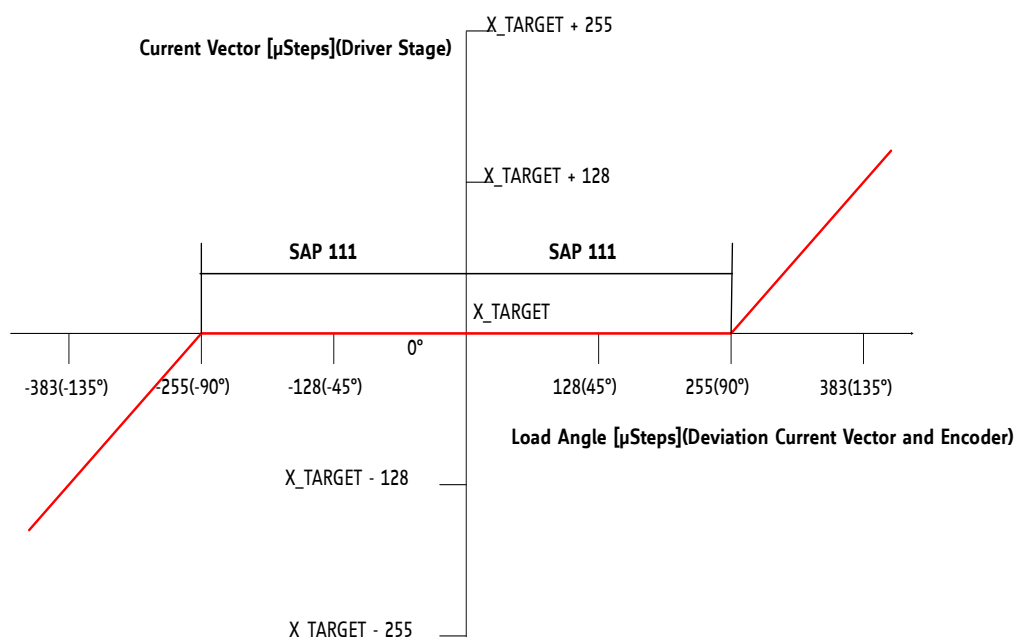 X_TARGET + 255
Current Vector [µSteps](Driver Stage)
X_TARGET + 128
SAP 111
SAP 111
X_TARGET
0°
-383(-135°)
-255(-90°)
-128(-45°)
128(45°)
255(90°)
383(135°)
Load Angle [µSteps](Deviation Current Vector and Encoder)
X_TARGET - 128
X_TARGET - 255